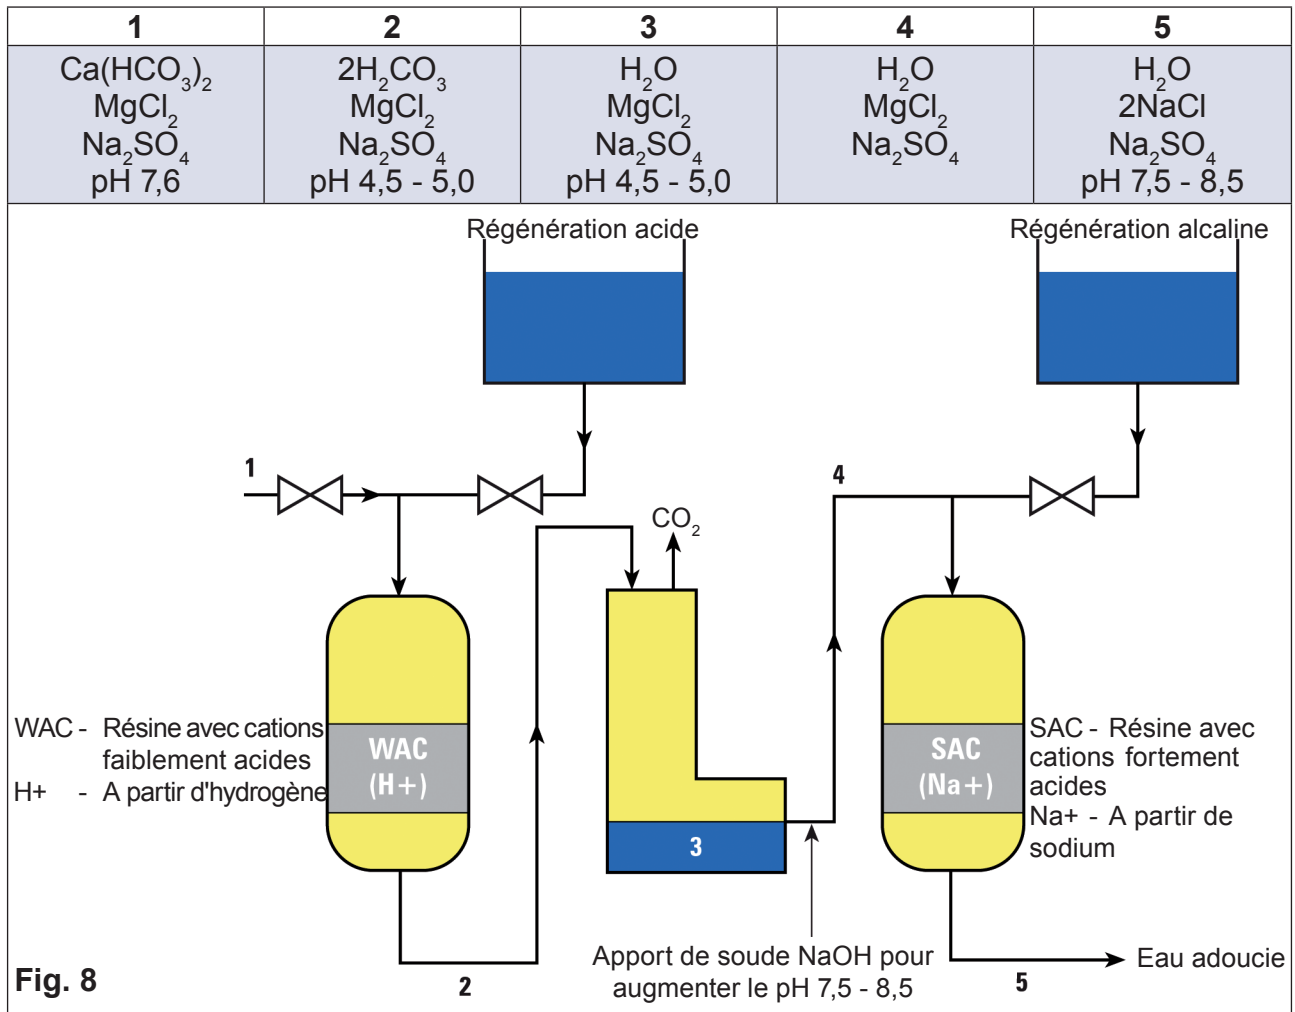 1 2 3 4 5
Ca(HCO3)2 2H2CO3 H2O H2O H2O
MgCl2 MgCl2 MgCl2 MgCl2 2NaCl
Na2SO4 Na2SO4 Na2SO4 Na2SO4 Na2SO4
pH 7,6 pH 4,5 - 5,0 pH 4,5 - 5,0 pH 7,5 - 8,5
Régénération acide
Régénération alcaline
1
4
CO2
WAC - Résine avec cations
faiblement acides
H+ - A partir d'hydrogène
WAC
(H+)
SAC
(Na+)
SAC - Résine avec
cations fortement
acides
Na+ - A partir de
sodium
3
Apport de soude NaOH pour
augmenter le pH 7,5 - 8,5
Eau adoucie
Fig. 8
2
5